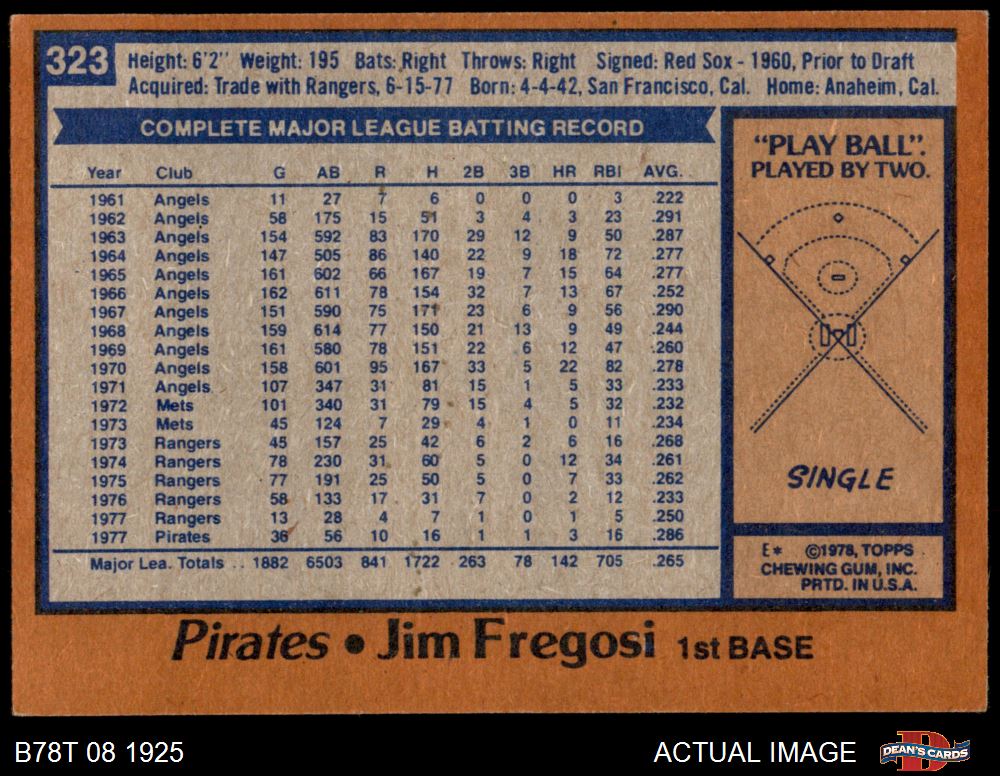 323
Height: 6'2" Weight: 195 Bats: Right Throws: Right Signed: Red Sox - 1960, Prior to Draft
Acquired: Trade with Rangers, 6-15-77 Born: 4-4-42, San Francisco, Cal. Home: Anaheim, Cal.
COMPLETE MAJOR LEAGUE BATTING RECORD
Year Club G AB R H 2B 3B HR RBI AVG.
1961 Angels 11 27 7 6 0 0 0 3 .222
1962 Angels 58 175 15 51 3 4 3 23 .291
1963 Angels 154 592 83 170 29 12 9 50 .287
1964 Angels 147 505 86 140 22 9 18 72 .277
1965 Angels 161 602 66 167 19 7 15 64 .277
1966 Angels 162 611 78 154 32 7 13 67 .252
1967 Angels 151 590 75 171 23 6 9 56 .290
1968 Angels 159 614 77 150 21 13 9 49 .244
1969 Angels 161 580 78 151 22 6 12 47 .260
1970 Angels 158 601 95 167 33 5 22 82 .278
1971 Angels 107 347 31 81 15 1 5 33 .233
1972 Mets 101 340 31 79 15 4 5 32 .232
1973 Mets 45 124 7 29 4 1 0 11 .234
1973 Rangers 45 157 25 42 6 2 6 16 .268
1974 Rangers 78 230 31 60 5 0 12 34 .261
1975 Rangers 77 191 25 50 5 0 7 33 .262
1976 Rangers 58 133 17 31 7 0 2 12 .233
1977 Rangers 13 28 4 7 1 0 1 5 .250
1977 Pirates 36 56 10 16 1 1 3 16 .286
Major Lea. Totals .. 1882 6503 841 1722 263 78 142 705 .265
"PLAY BALL".
PLAYED BY TWO.
SINGLE
E* ©1978, TOPPS
CHEWING GUM, INC.
PRTD. IN U.S.A.
Pirates • Jim Fregosi 1st BASE
B78T 08 1925
ACTUAL IMAGE
DEAN'S CARDS